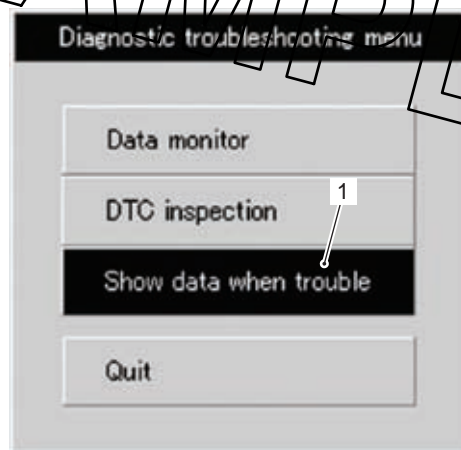 Diagnostic troubleshooting menu
Data monitor
1
DTC inspection
Show data when trouble
Quit